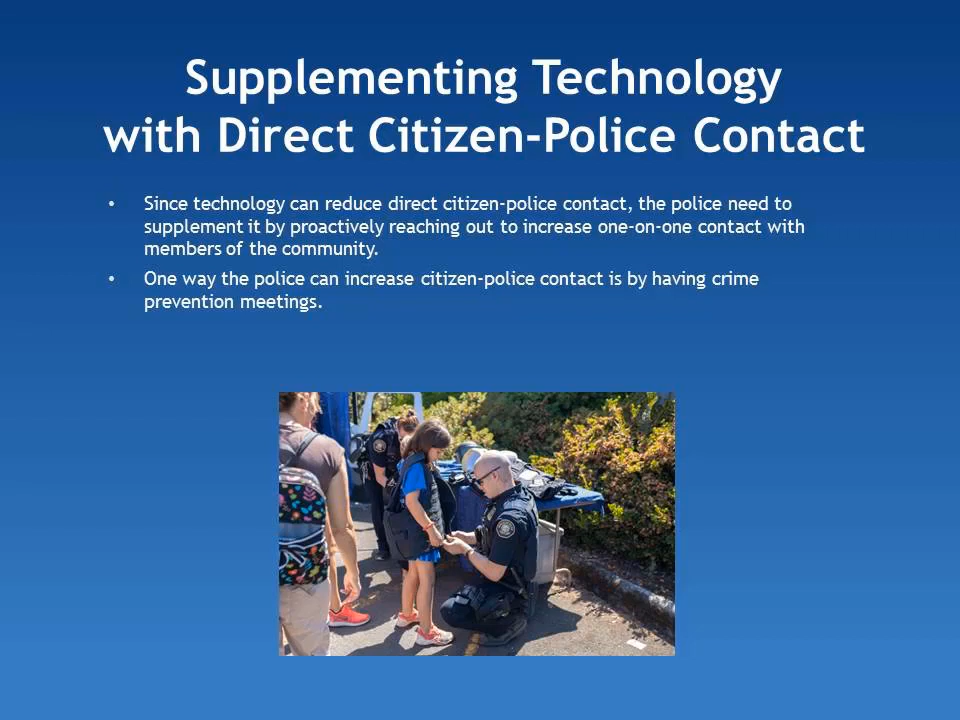 Supplementing Technology
with Direct Citizen-Police Contact
• Since technology can reduce direct citizen-police contact, the police need to
supplement it by proactively reaching out to increase one-on-one contact with
members of the community.
• One way the police can increase citizen-police contact is by having crime
prevention meetings.